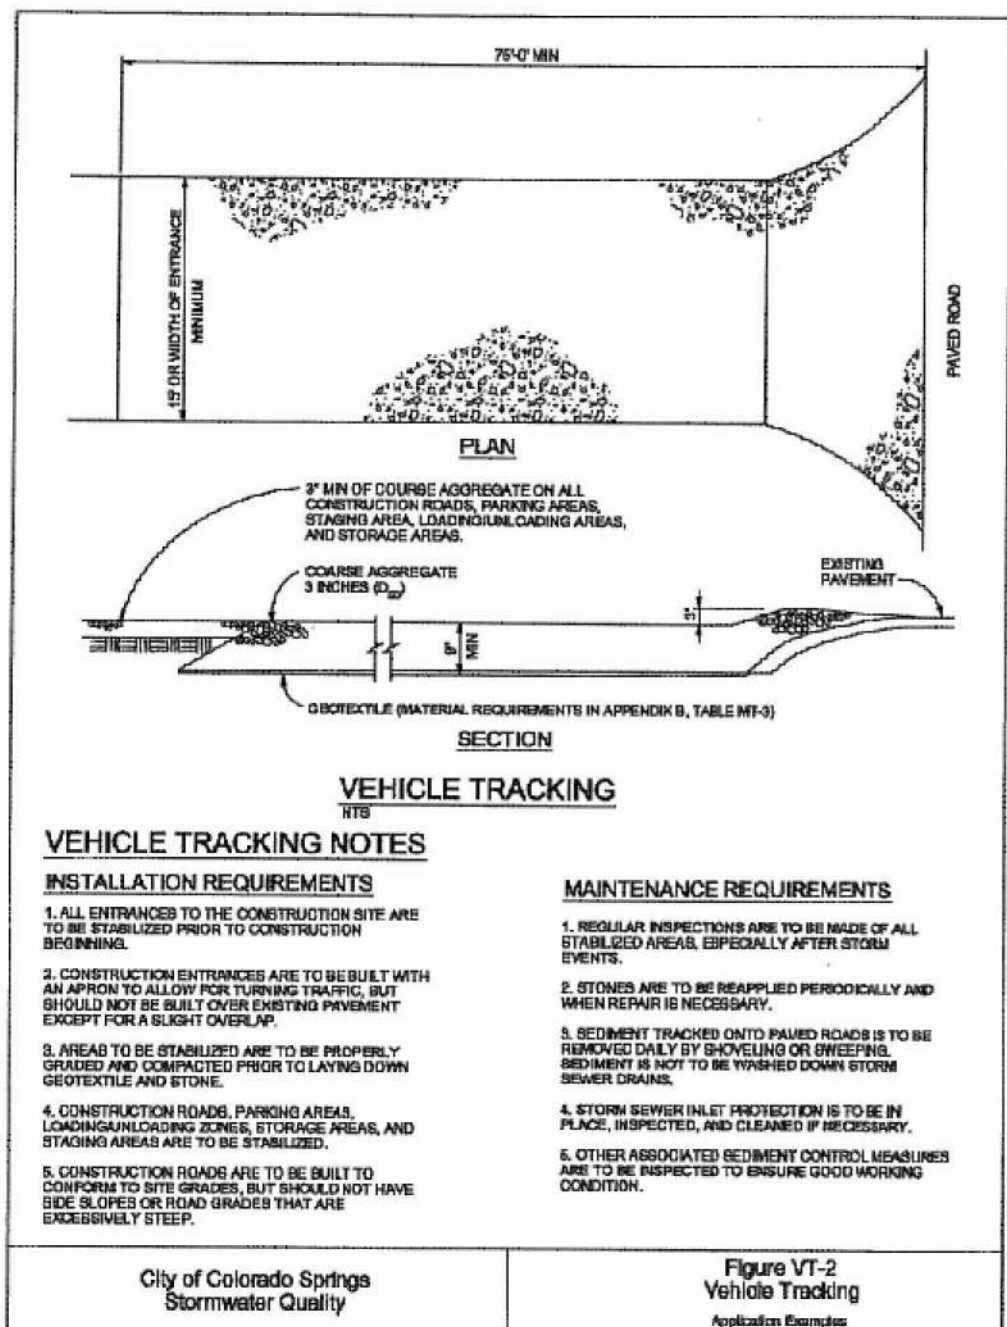 75'-0" MIN
15' OR WIDTH OF ENTRANCE
MINIMUM
PAVED ROAD
PLAN
3" MIN OF COURSE AGGREGATE ON ALL
CONSTRUCTION ROADS, PARKING AREAS,
STAGING AREA, LOADING/UNLOADING AREAS,
AND STORAGE AREAS.
COARSE AGGREGATE
3 INCHES (D50)
EXISTING
PAVEMENT
3"
9"
MIN
GEOTEXTILE (MATERIAL REQUIREMENTS IN APPENDIX B, TABLE MT-3)
SECTION
VEHICLE TRACKING
NTS
VEHICLE TRACKING NOTES
INSTALLATION REQUIREMENTS
1. ALL ENTRANCES TO THE CONSTRUCTION SITE ARE
TO BE STABILIZED PRIOR TO CONSTRUCTION
BEGINNING.
2. CONSTRUCTION ENTRANCES ARE TO BE BUILT WITH
AN APRON TO ALLOW FOR TURNING TRAFFIC, BUT
SHOULD NOT BE BUILT OVER EXISTING PAVEMENT
EXCEPT FOR A SLIGHT OVERLAP.
3. AREAS TO BE STABILIZED ARE TO BE PROPERLY
GRADED AND COMPACTED PRIOR TO LAYING DOWN
GEOTEXTILE AND STONE.
4. CONSTRUCTION ROADS, PARKING AREAS,
LOADING/UNLOADING ZONES, STORAGE AREAS, AND
STAGING AREAS ARE TO BE STABILIZED.
5. CONSTRUCTION ROADS ARE TO BE BUILT TO
CONFORM TO SITE GRADES, BUT SHOULD NOT HAVE
SIDE SLOPES OR ROAD GRADES THAT ARE
EXCESSIVELY STEEP.
MAINTENANCE REQUIREMENTS
1. REGULAR INSPECTIONS ARE TO BE MADE OF ALL
STABILIZED AREAS, ESPECIALLY AFTER STORM
EVENTS.
2. STONES ARE TO BE REAPPLIED PERIODICALLY AND
WHEN REPAIR IS NECESSARY.
3. SEDIMENT TRACKED ONTO PAVED ROADS IS TO BE
REMOVED DAILY BY SHOVELING OR SWEEPING.
SEDIMENT IS NOT TO BE WASHED DOWN STORM
SEWER DRAINS.
4. STORM SEWER INLET PROTECTION IS TO BE IN
PLACE, INSPECTED, AND CLEANED IF NECESSARY.
5. OTHER ASSOCIATED SEDIMENT CONTROL MEASURES
ARE TO BE INSPECTED TO ENSURE GOOD WORKING
CONDITION.
City of Colorado Springs
Stormwater Quality
Figure VT-2
Vehicle Tracking
Application Examples